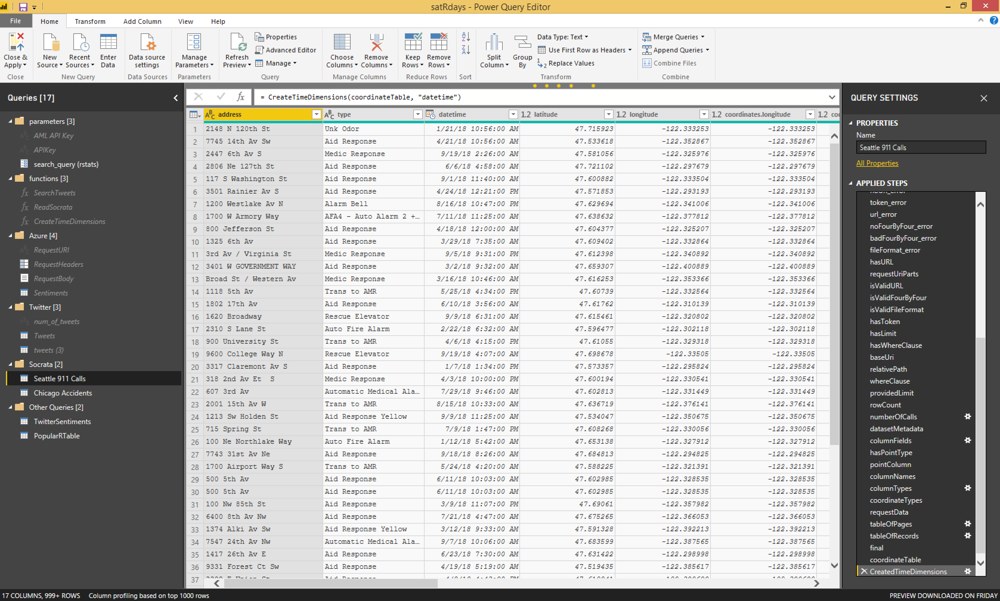 satRdays - Power Query Editor
File Home Transform Add Column View Help
Close & Apply
New Source
Recent Sources
Enter Data
Data source settings
Manage Parameters
Refresh Preview
Properties
Advanced Editor
Manage
Choose Columns
Remove Columns
Keep Rows
Remove Rows
Split Column
Group By
Data Type: Text
Use First Row as Headers
Replace Values
Merge Queries
Append Queries
Combine Files
Close New Query Data Sources Parameters Query Manage Columns Reduce Rows Sort Transform Combine
Queries [17]
parameters [3]
AML API Key
APIKey
search_query (rstats)
functions [3]
SearchTweets
ReadSocrata
CreateTimeDimensions
Azure [4]
RequestURI
RequestHeaders
RequestBody
Sentiments
Twitter [3]
num_of_tweets
Tweets
tweets (3)
Socrata [2]
Seattle 911 Calls
Chicago Accidents
Other Queries [2]
TwitterSentiments
PopularRTable
= CreateTimeDimensions(coordinateTable, "datetime")
address type datetime 1.2 latitude 1.2 longitude 1.2 coordinates.longitude 1.2 coo
1 2148 N 120th St Unk Odor 1/21/18 10:56:00 AM 47.715923 -122.333253 -122.333253
2 7745 14th Av Sw Aid Response 4/21/18 10:56:00 AM 47.533618 -122.352867 -122.352867
3 2447 6th Av S Medic Response 9/19/18 2:26:00 AM 47.581056 -122.325976 -122.325976
4 2806 Ne 127th St Aid Response 6/6/18 4:58:00 AM 47.721102 -122.297679 -122.297679
5 117 S Washington St Aid Response 9/1/18 11:40:00 AM 47.600882 -122.333504 -122.333504
6 3501 Rainier Av S Aid Response 4/24/18 12:21:00 PM 47.571853 -122.293193 -122.293193
7 1200 Westlake Av N Alarm Bell 8/16/18 10:47:00 PM 47.629694 -122.341006 -122.341006
8 1700 W Armory Way AFA4 - Auto Alarm 2 +... 7/11/18 11:25:00 AM 47.638632 -122.377812 -122.377812
9 800 Jefferson St Aid Response 4/18/18 12:00:00 AM 47.604377 -122.325207 -122.325207
10 1325 6th Av Aid Response 3/29/18 7:35:00 AM 47.609402 -122.332864 -122.332864
11 3rd Av / Virginia St Medic Response 9/5/18 9:31:00 PM 47.612398 -122.340892 -122.340892
12 3401 W GOVERNMENT WAY Aid Response 3/2/18 9:32:00 AM 47.659307 -122.400889 -122.400889
13 Broad St / Western Av Medic Response 3/16/18 10:46:00 AM 47.616253 -122.353366 -122.353366
14 1118 5th Av Trans to AMR 5/25/18 4:34:00 PM 47.60739 -122.332564 -122.332564
15 1802 17th Av Aid Response 6/10/18 3:56:00 AM 47.61762 -122.310139 -122.310139
16 1620 Broadway Rescue Elevator 9/9/18 6:31:00 AM 47.615461 -122.320802 -122.320802
17 2310 S Lane St Auto Fire Alarm 2/22/18 6:32:00 AM 47.596477 -122.302118 -122.302118
18 900 University St Trans to AMR 4/6/18 4:15:00 PM 47.61055 -122.329318 -122.329318
19 9600 College Way N Rescue Elevator 9/19/18 4:07:00 AM 47.698678 -122.33505 -122.33505
20 3317 Claremont Av S Aid Response 1/7/18 1:34:00 PM 47.573357 -122.295824 -122.295824
21 318 2nd Av Et  S Medic Response 4/3/18 10:00:00 PM 47.600194 -122.330541 -122.330541
22 607 3rd Av Automatic Medical Ala... 7/29/18 9:46:00 AM 47.602813 -122.331449 -122.331449
23 2001 15th Av W Trans to AMR 8/15/18 10:33:00 AM 47.636719 -122.376141 -122.376141
24 1213 Sw Holden St Aid Response Yellow 9/9/18 11:25:00 AM 47.534047 -122.350675 -122.350675
25 715 Spring St Trans to AMR 7/9/18 1:47:00 PM 47.608268 -122.330056 -122.330056
26 100 Ne Northlake Way Auto Fire Alarm 1/12/18 5:42:00 AM 47.653138 -122.327912 -122.327912
27 7743 31st Av Ne Aid Response 9/18/18 8:26:00 AM 47.684813 -122.294825 -122.294825
28 1700 Airport Way S Trans to AMR 5/24/18 4:20:00 AM 47.588225 -122.321391 -122.321391
29 500 5th Av Aid Response 6/11/18 10:03:00 AM 47.602985 -122.328535 -122.328535
30 500 5th Av Aid Response 6/11/18 10:03:00 AM 47.602985 -122.328535 -122.328535
31 100 Nw 85th St Aid Response 3/9/18 11:07:00 PM 47.69061 -122.357982 -122.357982
32 6400 8th Av Nw Aid Response 7/21/18 4:47:00 AM 47.675265 -122.366053 -122.366053
33 1374 Alki Av Sw Aid Response Yellow 3/12/18 9:33:00 AM 47.591328 -122.392213 -122.392213
34 7547 24th Av Nw Automatic Medical Ala... 9/7/18 10:06:00 AM 47.683599 -122.387565 -122.387565
35 1417 26th Av E Aid Response 6/23/18 7:30:00 AM 47.631422 -122.298998 -122.298998
36 9331 Forest Ct Sw Aid Response 4/19/18 5:19:00 AM 47.519435 -122.385617 -122.385617
37
QUERY SETTINGS
PROPERTIES
Name
Seattle 911 Calls
All Properties
APPLIED STEPS
token_error
url_error
noFourByFour_error
badFourByFour_error
fileFormat_error
hasURL
requestUriParts
isValidURL
isValidFourByFour
isValidFileFormat
hasToken
hasLimit
hasWhereClause
baseUri
relativePath
whereClause
providedLimit
rowCount
numberOfCalls
datasetMetadata
columnFields
hasPointType
pointColumn
columnNames
columnTypes
coordinateTypes
requestData
tableOfPages
tableOfRecords
final
coordinateTable
CreatedTimeDimensions
17 COLUMNS, 999+ ROWS Column profiling based on top 1000 rows PREVIEW DOWNLOADED ON FRIDAY